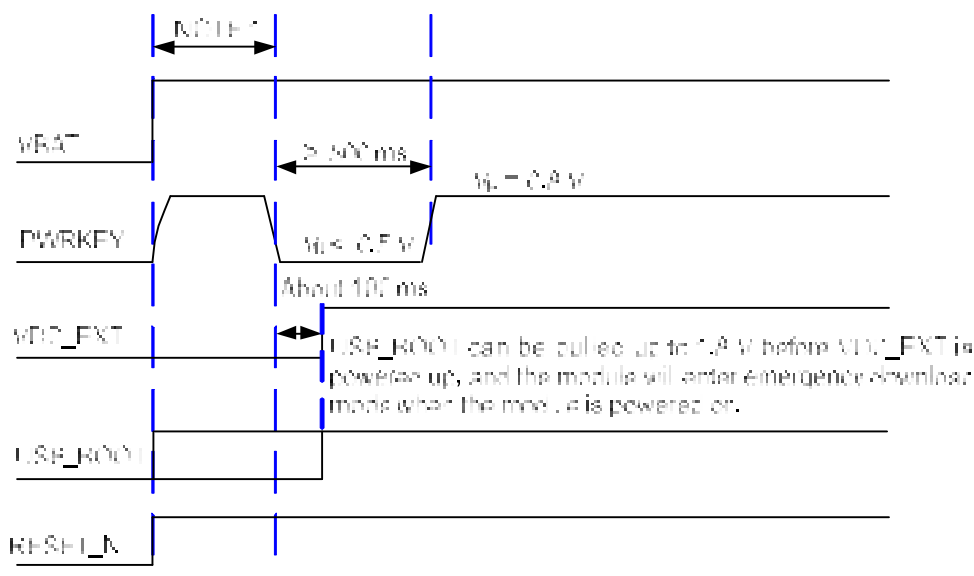 NOTE 1
VBAT
> 500 ms
VH = 0.8 V
PWRKEY
VIL ≤ 0.5 V
About 100 ms
VDD_EXT
USB_BOOT can be pulled up to 1.8 V before VDD_EXT is
powered up, and the module will enter emergency download
mode when the module is powered on.
USB_BOOT
RESET_N